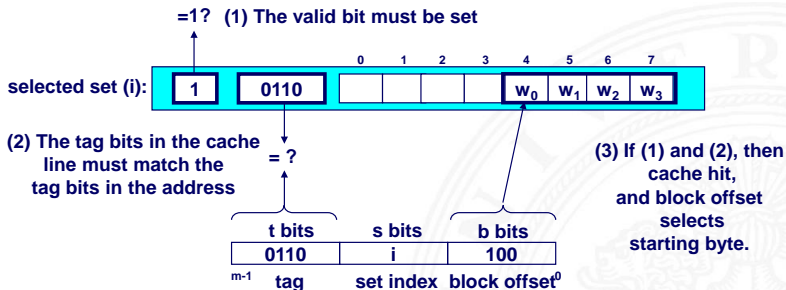 =1? (1) The valid bit must be set
0 1 2 3 4 5 6 7
selected set (i): 1 0110 w0 w1 w2 w3
(2) The tag bits in the cache
line must match the
tag bits in the address
= ?
(3) If (1) and (2), then
cache hit,
and block offset
selects
starting byte.
t bits s bits b bits
0110 i 100
m-1 tag set index block offset 0